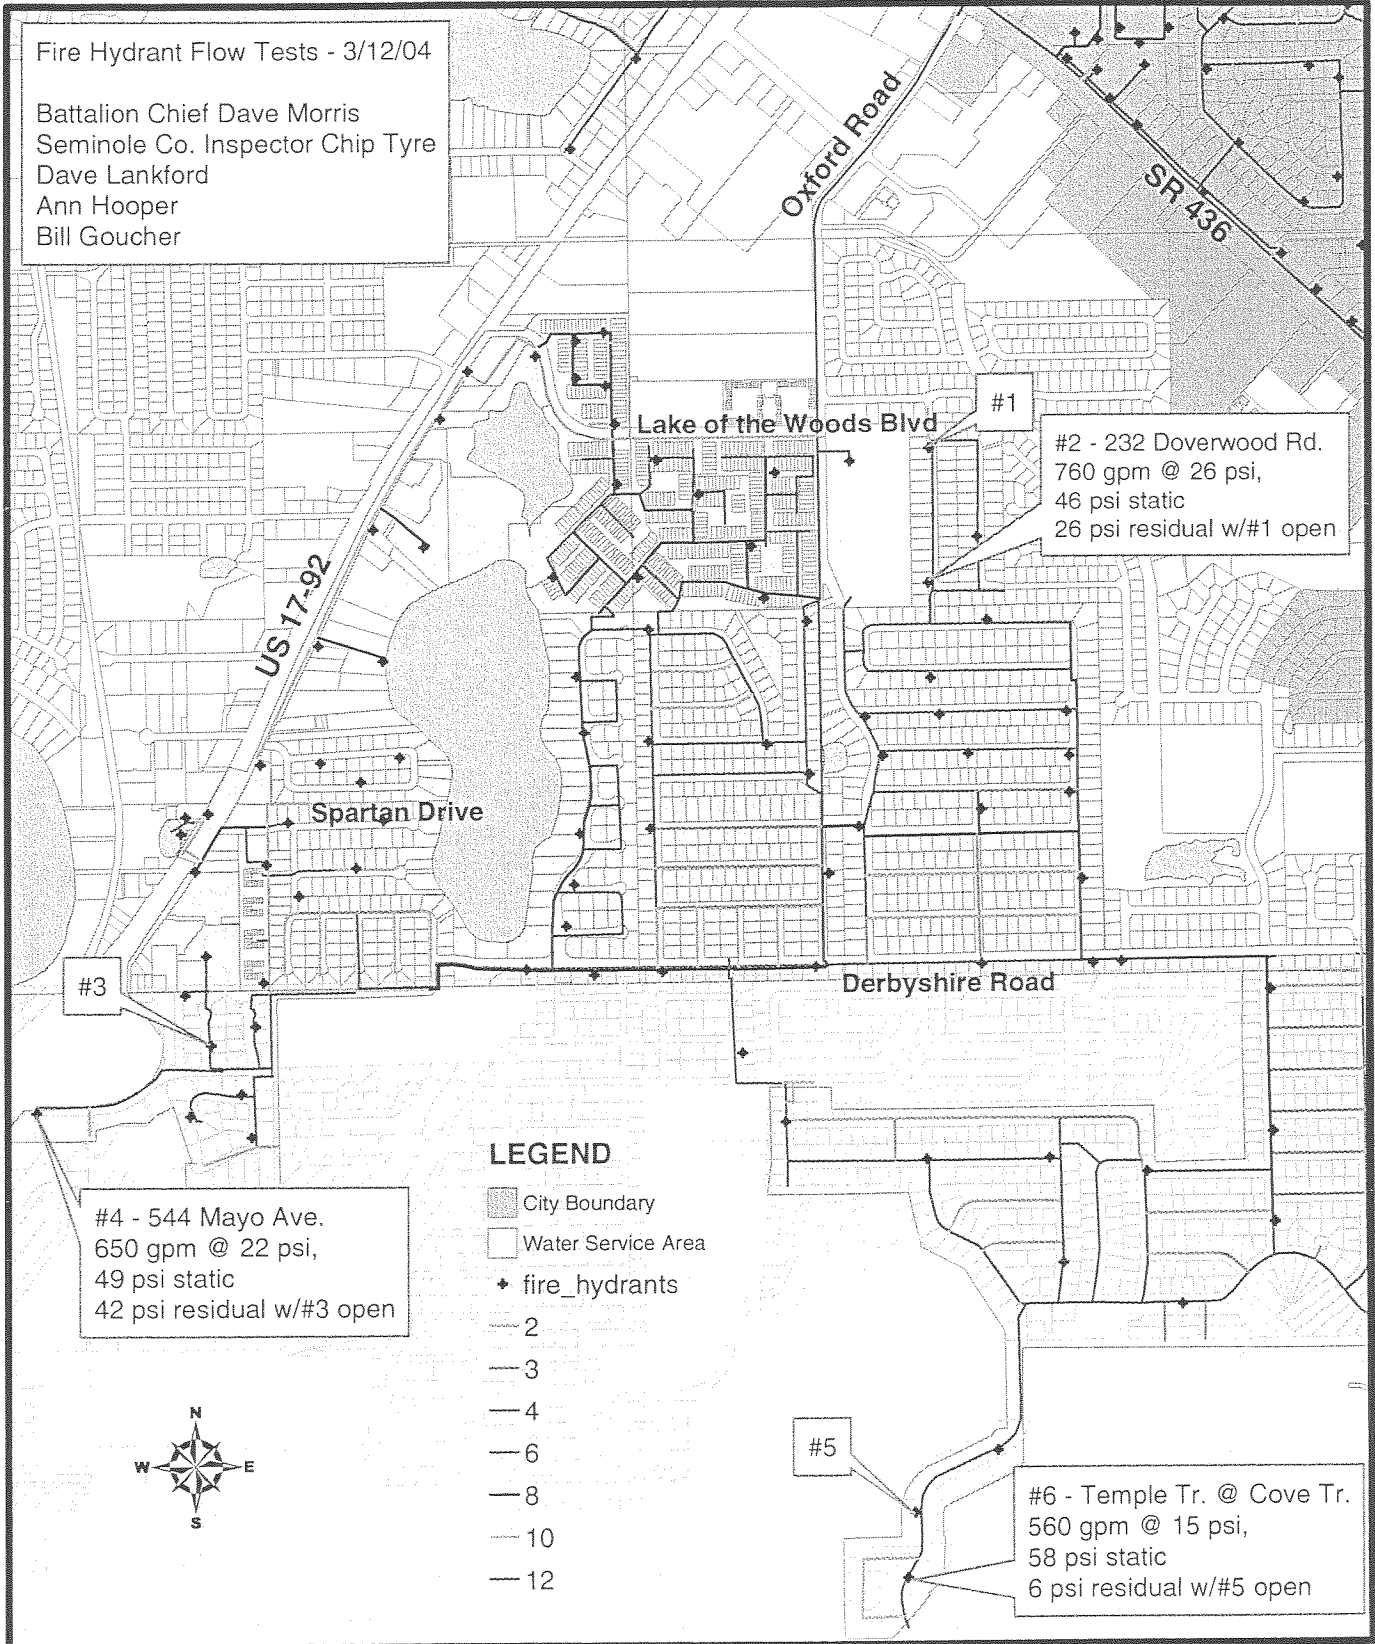 Fire Hydrant Flow Tests - 3/12/04
Battalion Chief Dave Morris
Seminole Co. Inspector Chip Tyre
Dave Lankford
Ann Hooper
Bill Goucher
Oxford Road
SR 436
#1
Lake of the Woods Blvd
#2 - 232 Doverwood Rd.
760 gpm @ 26 psi,
46 psi static
26 psi residual w/#1 open
US 17-92
Spartan Drive
#3
Derbyshire Road
#4 - 544 Mayo Ave.
650 gpm @ 22 psi,
49 psi static
42 psi residual w/#3 open
LEGEND
City Boundary
Water Service Area
fire_hydrants
2
3
4
6
8
10
12
N
W E
S
#5
#6 - Temple Tr. @ Cove Tr.
560 gpm @ 15 psi,
58 psi static
6 psi residual w/#5 open